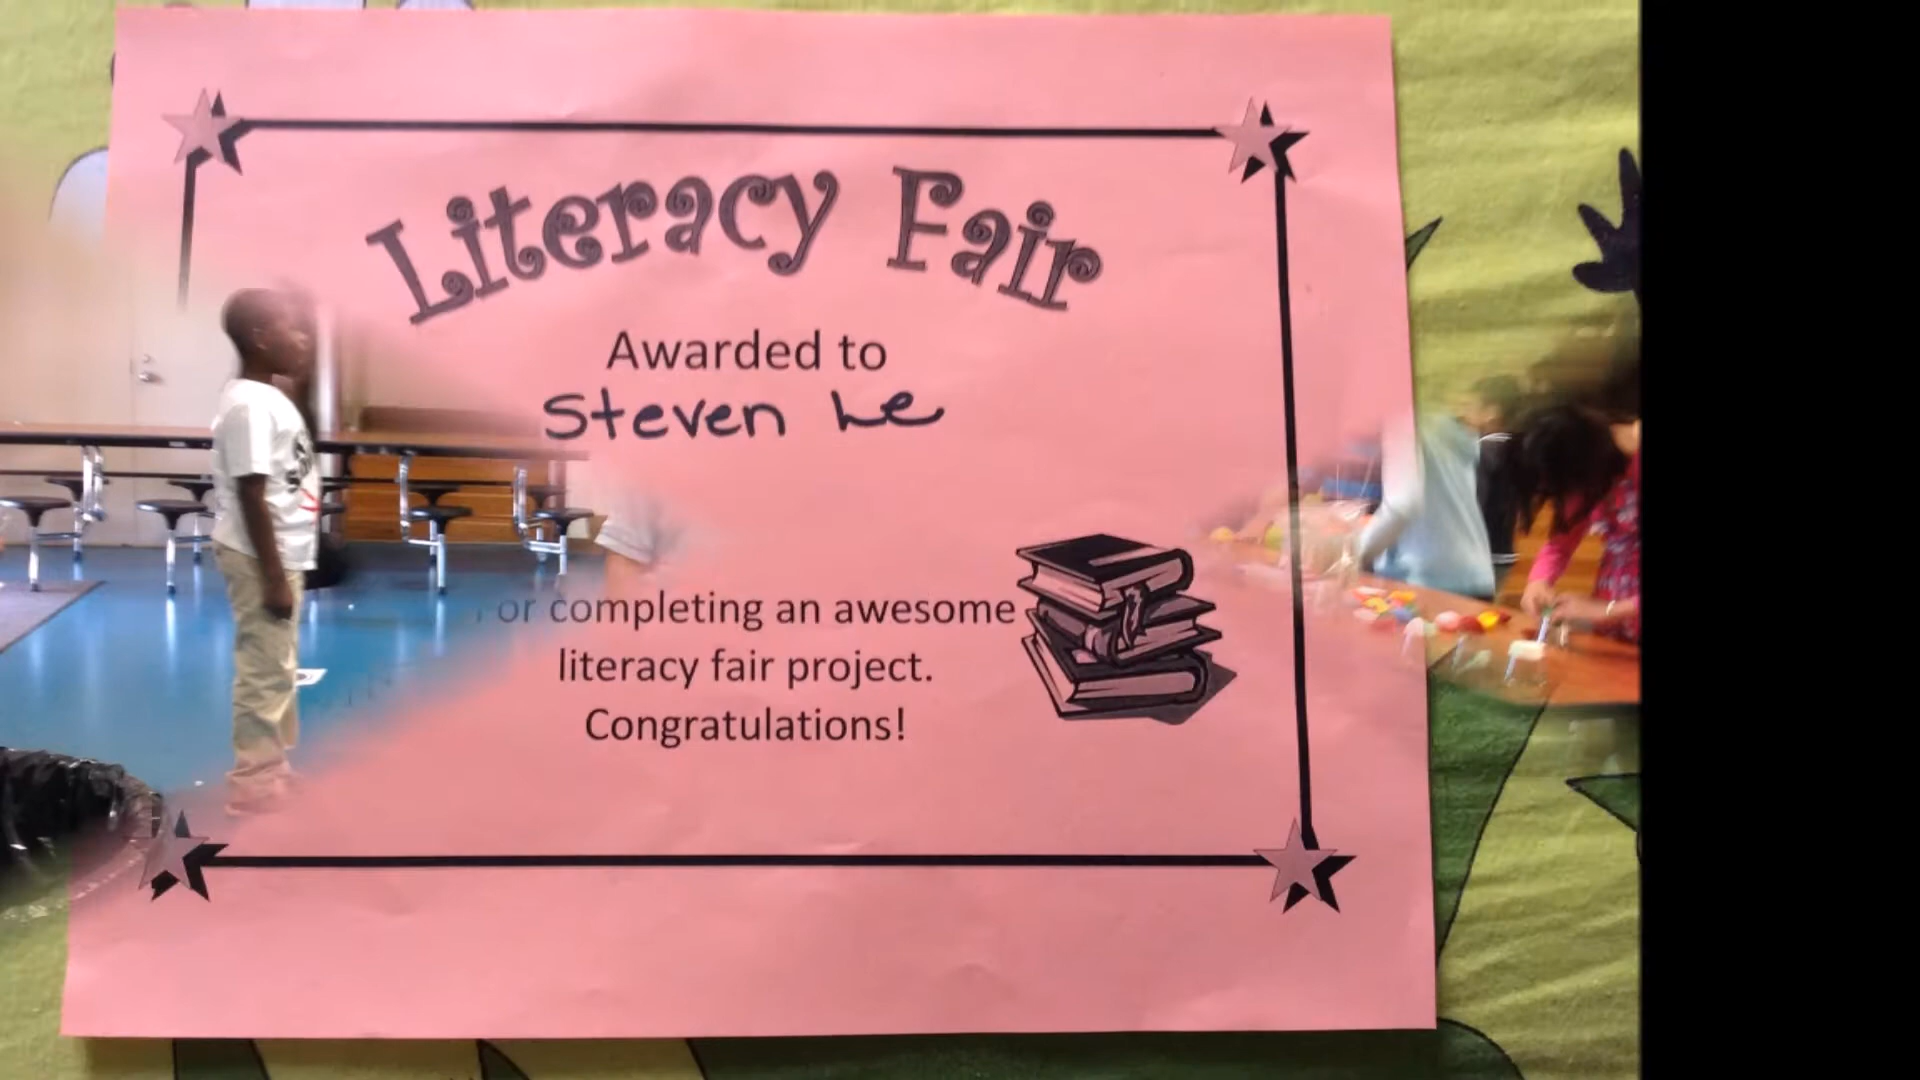 Literacy Fair
Awarded to
Steven Le
or completing an awesome
literacy fair project.
Congratulations!